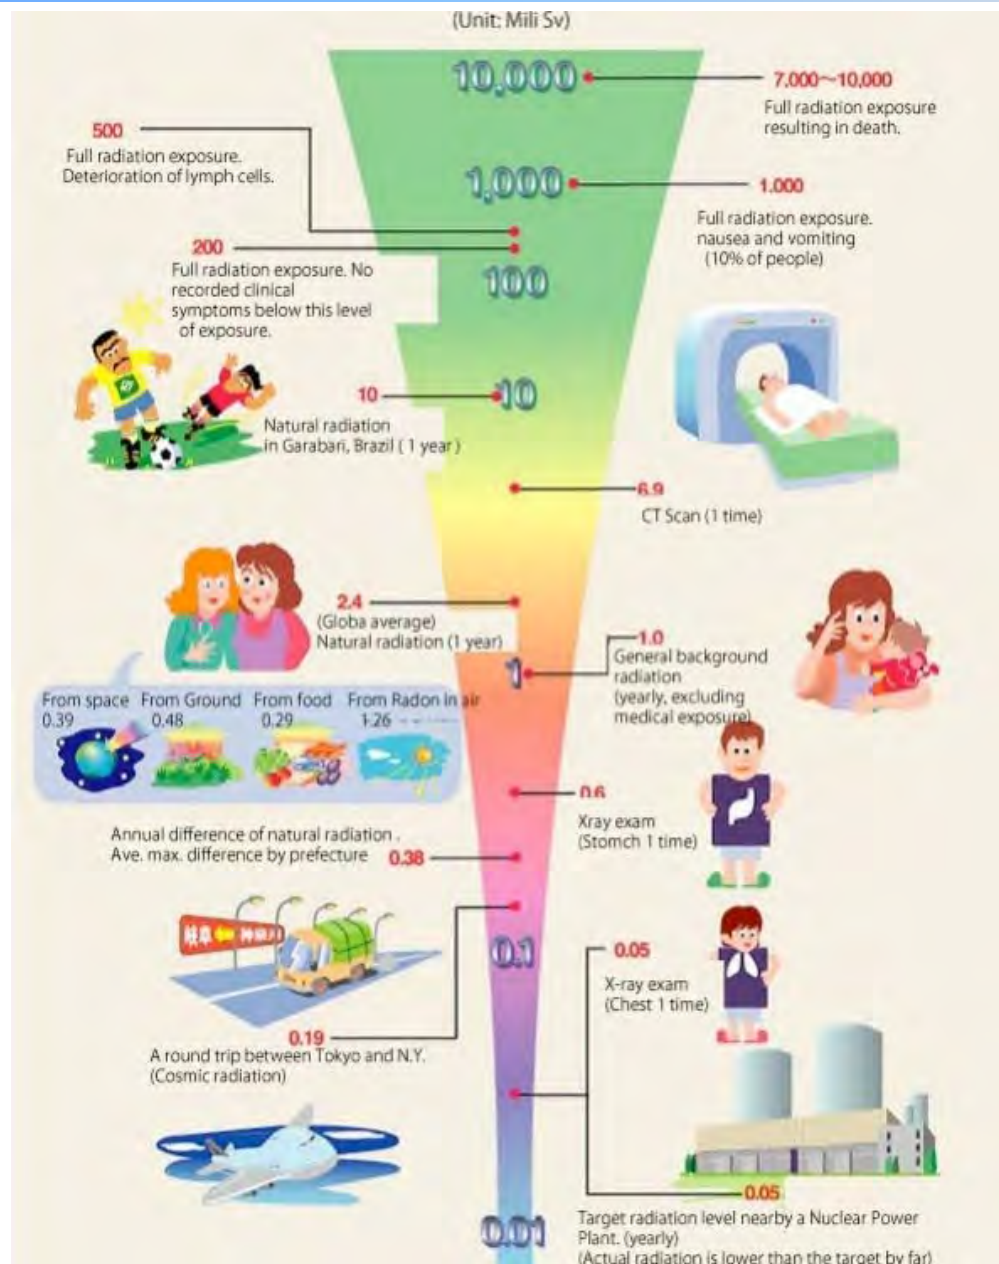 (Unit: Mili Sv)
10,000
7,000~10,000
Full radiation exposure
resulting in death.
500
Full radiation exposure.
Deterioration of lymph cells.
1,000
1.000
Full radiation exposure.
nausea and vomiting
(10% of people)
200
Full radiation exposure. No
recorded clinical
symptoms below this level
of exposure.
100
10
10
Natural radiation
in Garabari, Brazil ( 1 year )
6.9
CT Scan (1 time)
2.4
(Globa average)
Natural radiation (1 year)
1
1.0
General background
radiation
(yearly, excluding
medical exposure)
From space
0.39
From Ground
0.48
From food
0.29
From Radon in air
1.26
0.6
Xray exam
(Stomch 1 time)
Annual difference of natural radiation .
Ave. max. difference by prefecture
0.38
岐阜
0.1
0.05
X-ray exam
(Chest 1 time)
0.19
A round trip between Tokyo and N.Y.
(Cosmic radiation)
0.05
0.01
Target radiation level nearby a Nuclear Power
Plant. (yearly)
(Actual radiation is lower than the target by far)